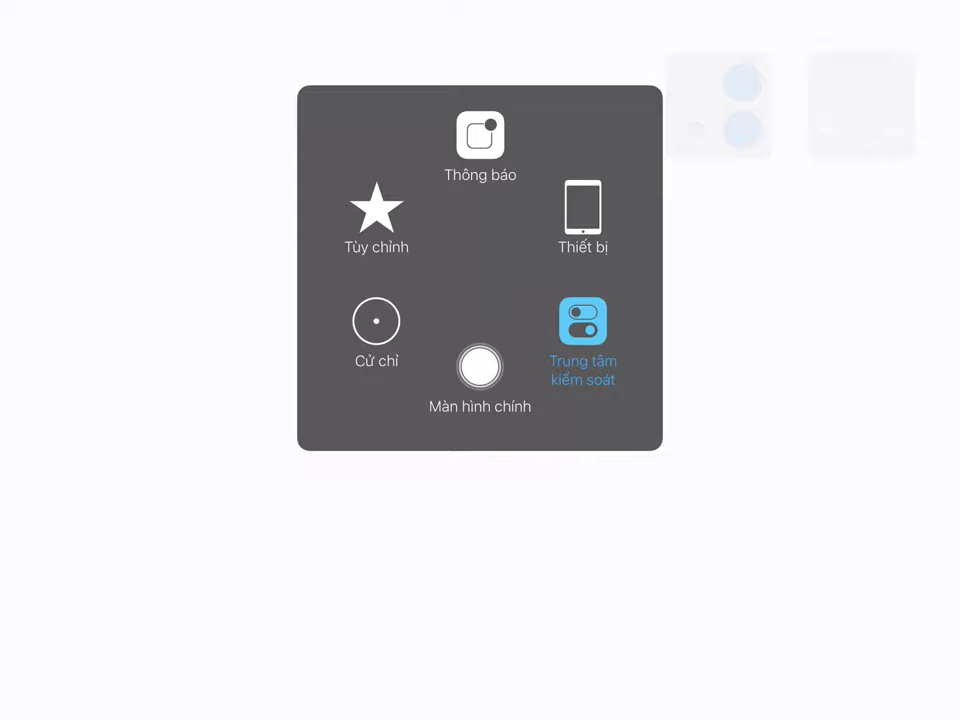 Thông báo
Tùy chỉnh
Thiết bị
Cử chỉ
Trung tâm
kiểm soát
Màn hình chính